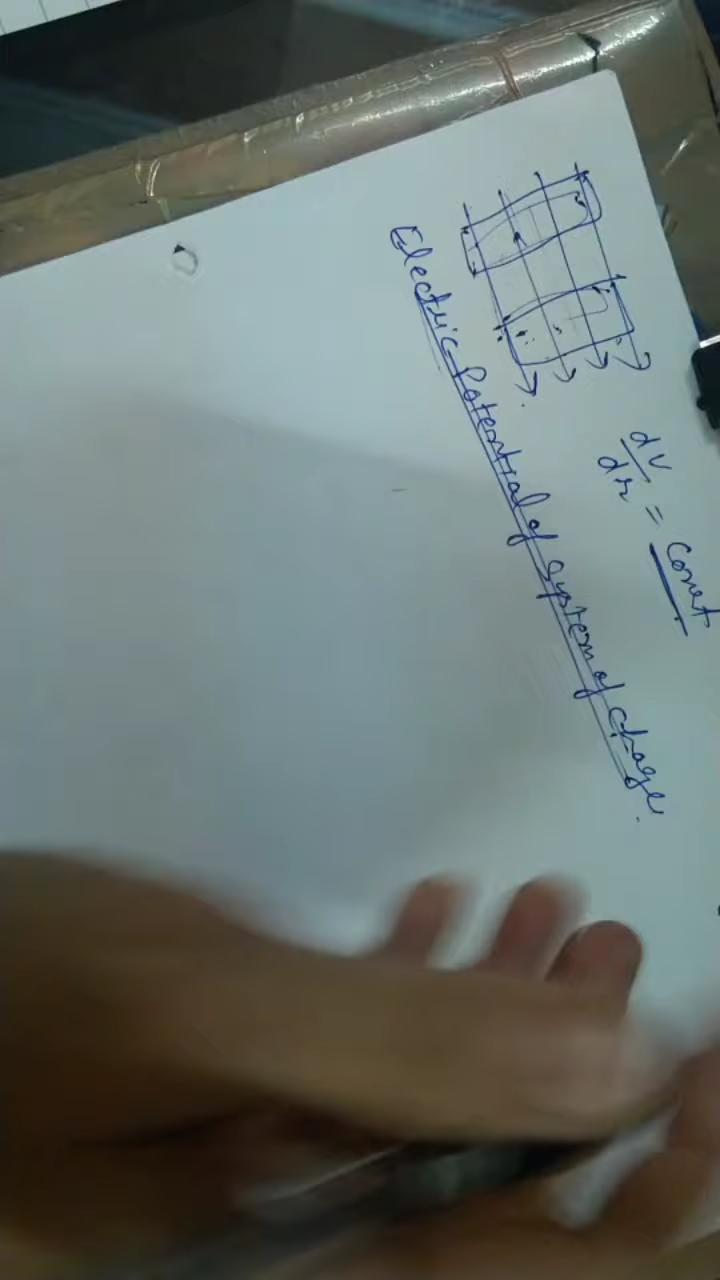 dV/dr = Const
Electric Potential of system of charge.